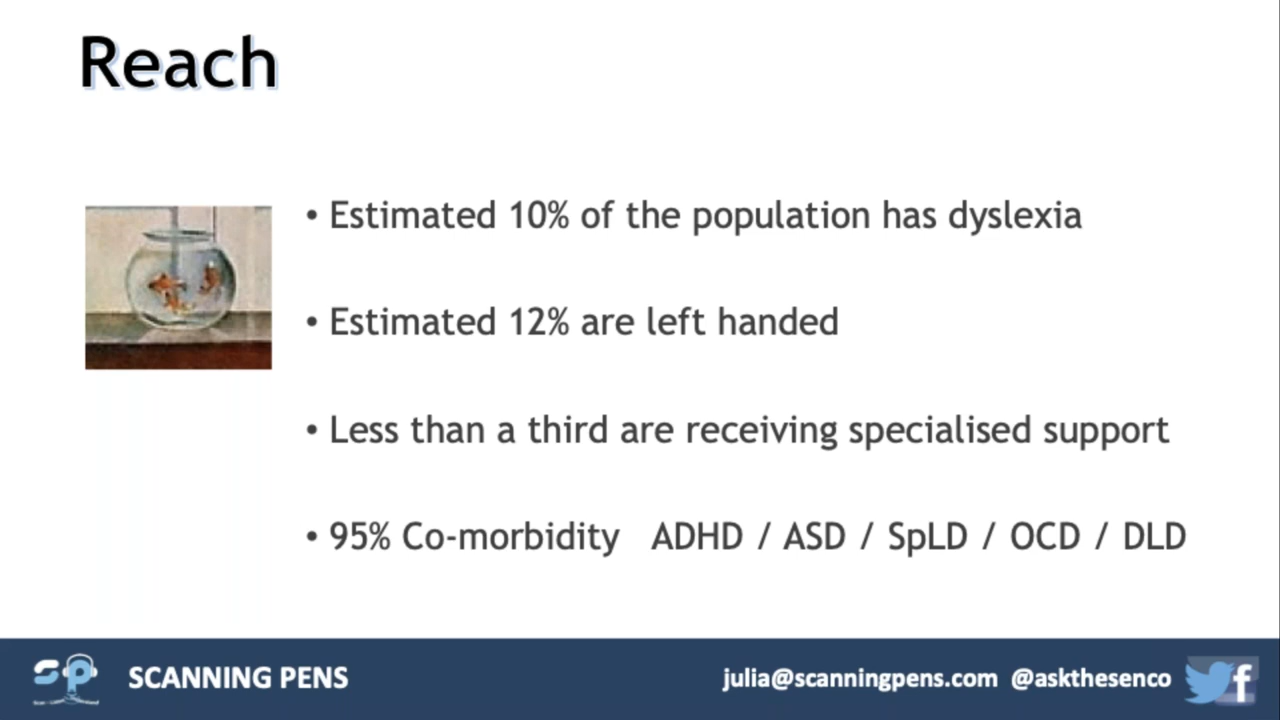 Reach
• Estimated 10% of the population has dyslexia
• Estimated 12% are left handed
• Less than a third are receiving specialised support
• 95% Co-morbidity ADHD / ASD / SpLD / OCD / DLD
sp SCANNING PENS julia@scanningpens.com @askthesenco f